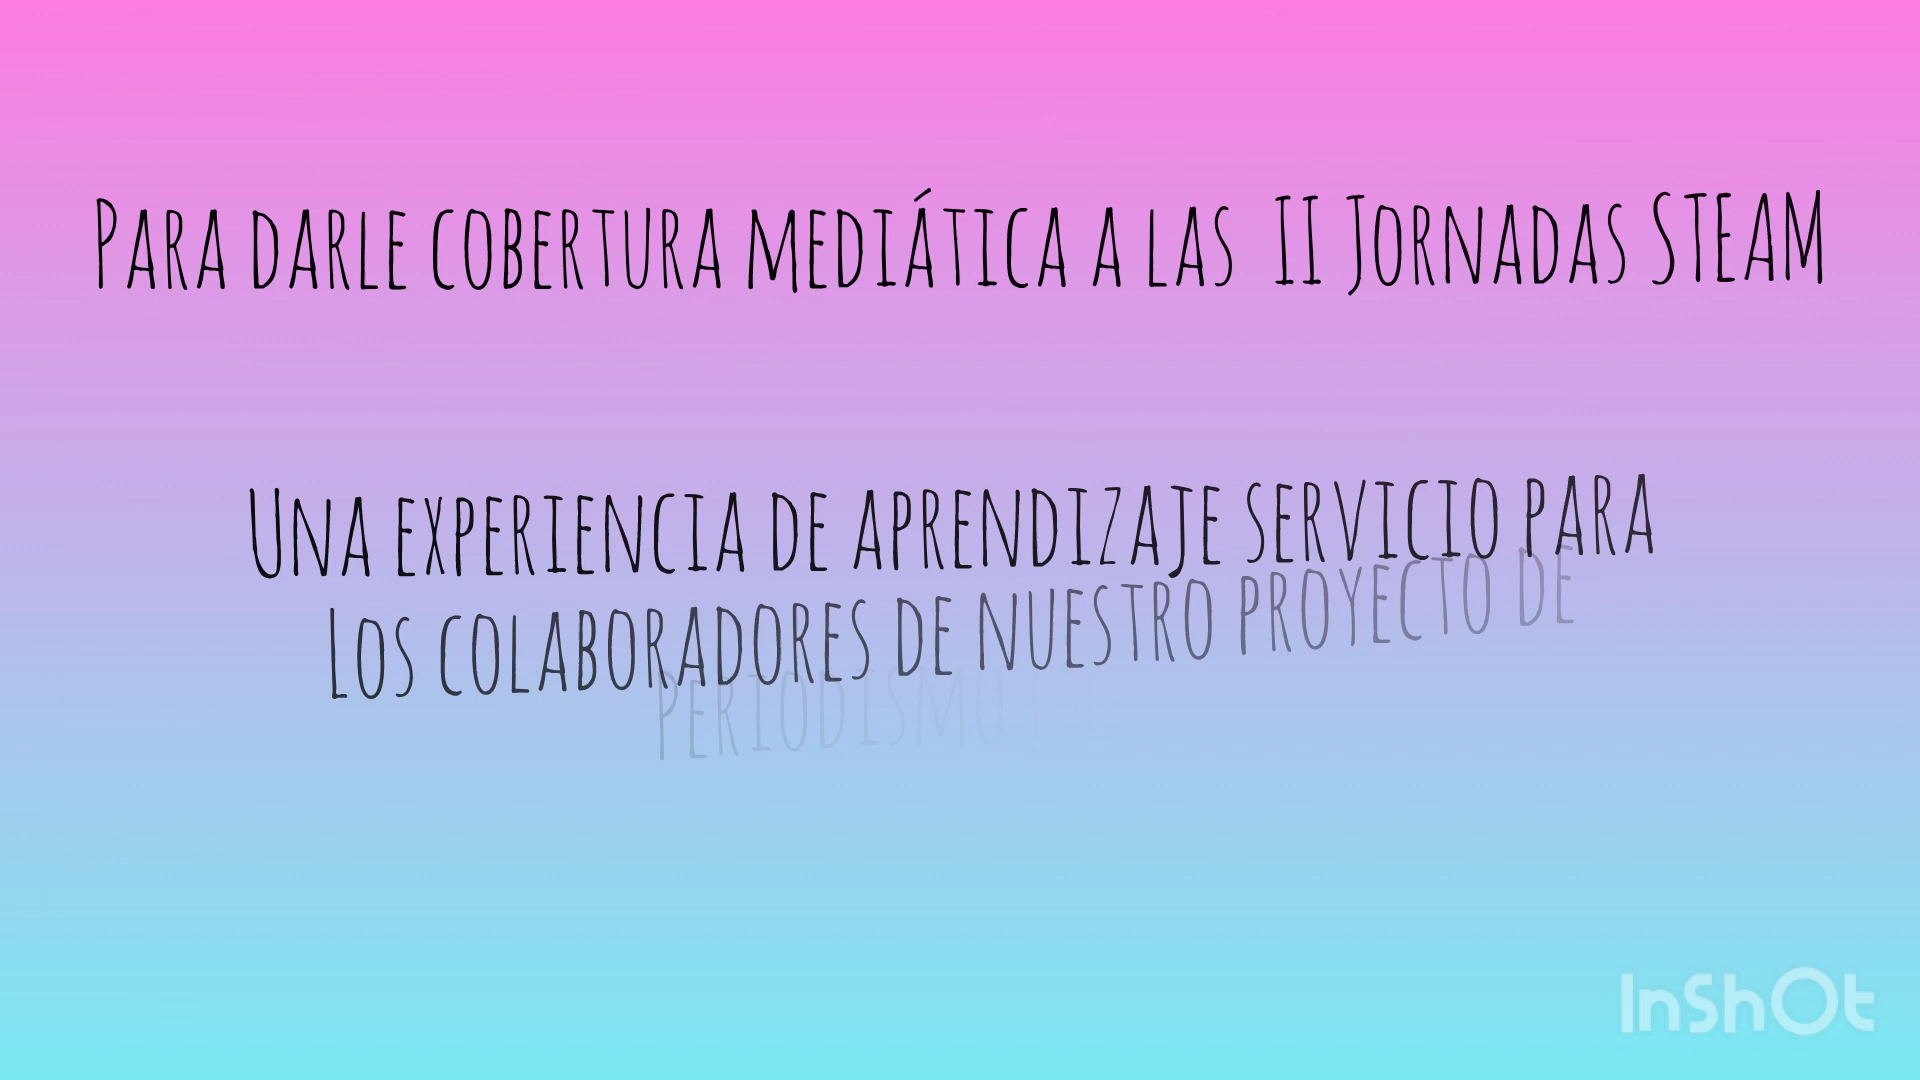 Para darle cobertura mediática a las II Jornadas STEAM
Una experiencia de aprendizaje servicio para
Los colaboradores de nuestro proyecto de
periodismo
InShOt